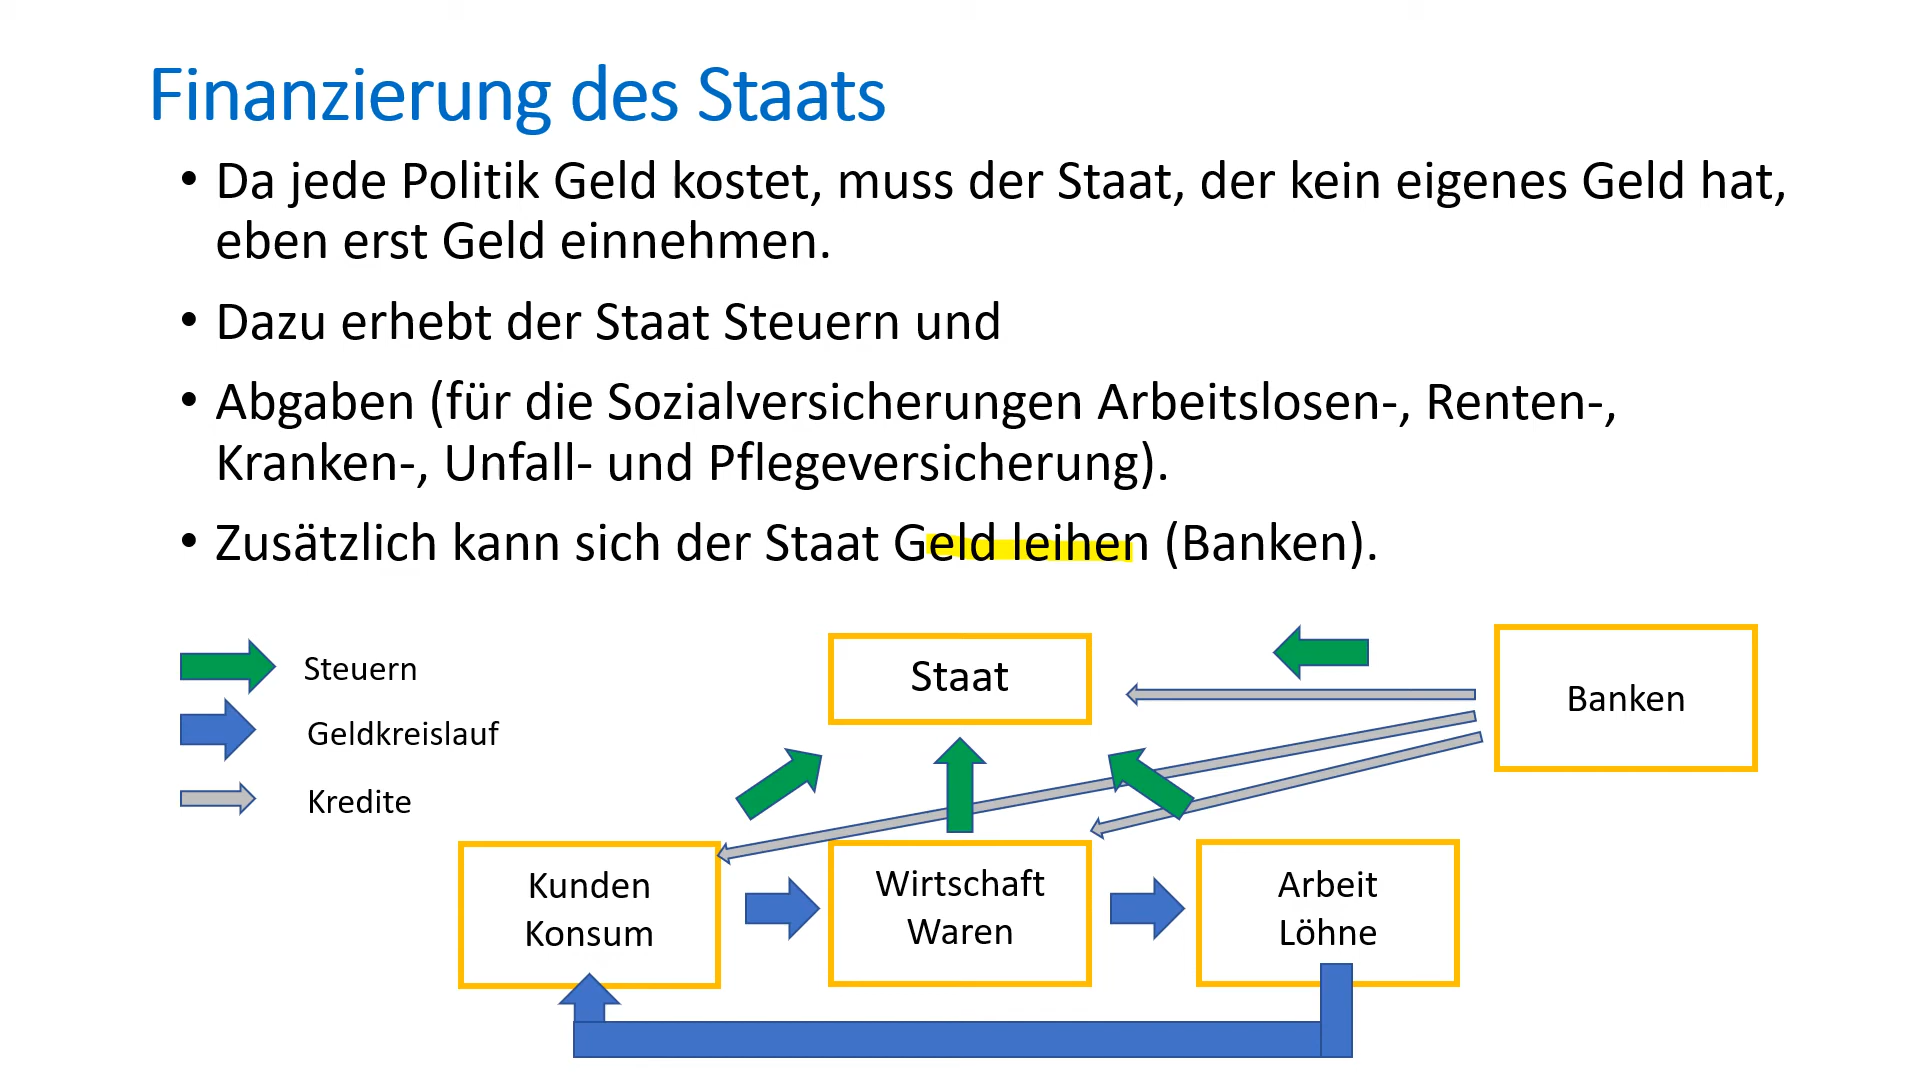 Finanzierung des Staats
• Da jede Politik Geld kostet, muss der Staat, der kein eigenes Geld hat,
eben erst Geld einnehmen.
• Dazu erhebt der Staat Steuern und
• Abgaben (für die Sozialversicherungen Arbeitslosen-, Renten-,
Kranken-, Unfall- und Pflegeversicherung).
• Zusätzlich kann sich der Staat Geld leihen (Banken).
Steuern
Geldkreislauf
Kredite
Staat
Banken
Kunden
Konsum
Wirtschaft
Waren
Arbeit
Löhne